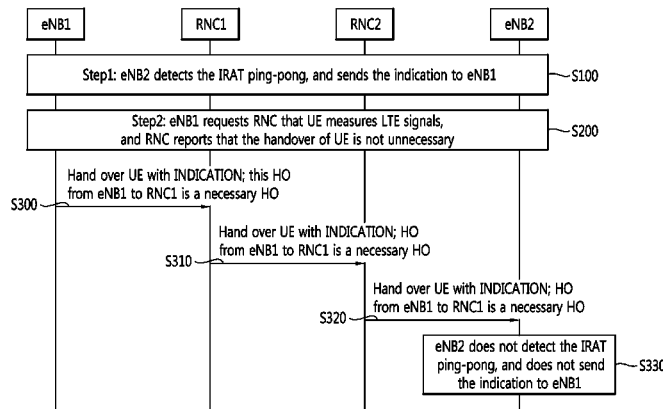 eNB1
RNC1
RNC2
eNB2
Step1: eNB2 detects the IRAT ping-pong, and sends the indication to eNB1
S100
Step2: eNB1 requests RNC that UE measures LTE signals,
and RNC reports that the handover of UE is not unnecessary
S200
Hand over UE with INDICATION; this HO
from eNB1 to RNC1 is a necessary HO
S300
Hand over UE with INDICATION; HO
from eNB1 to RNC1 is a necessary HO
S310
Hand over UE with INDICATION; HO
from eNB1 to RNC1 is a necessary HO
S320
eNB2 does not detect the IRAT
ping-pong, and does not send
the indication to eNB1
S330